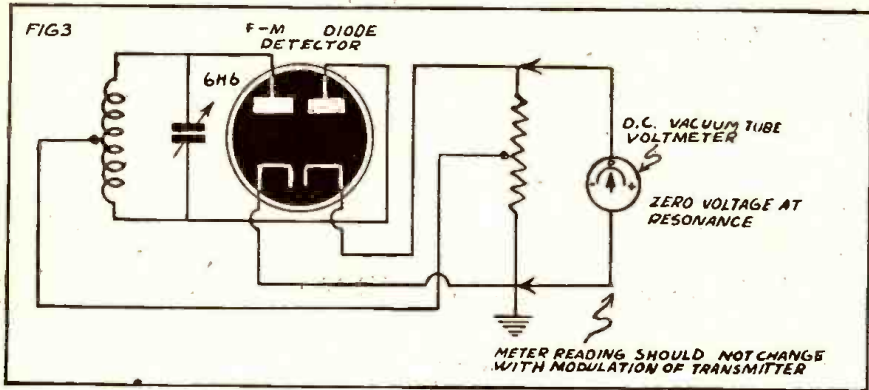 FIG3
F-M DIODE
DETECTOR
6H6
D.C. VACUUM TUBE
VOLTMETER
- +
ZERO VOLTAGE AT
RESONANCE
METER READING SHOULD NOT CHANGE
WITH MODULATION OF TRANSMITTER